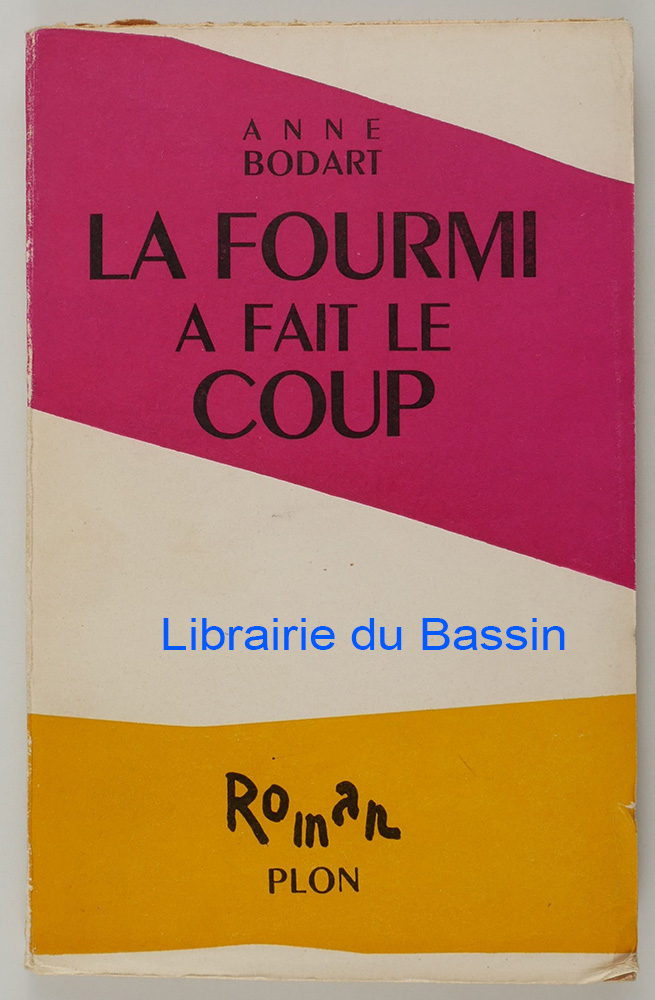 ANNE
BODART
LA FOURMI
A FAIT LE
COUP
Librairie du Bassin
Roman
PLON